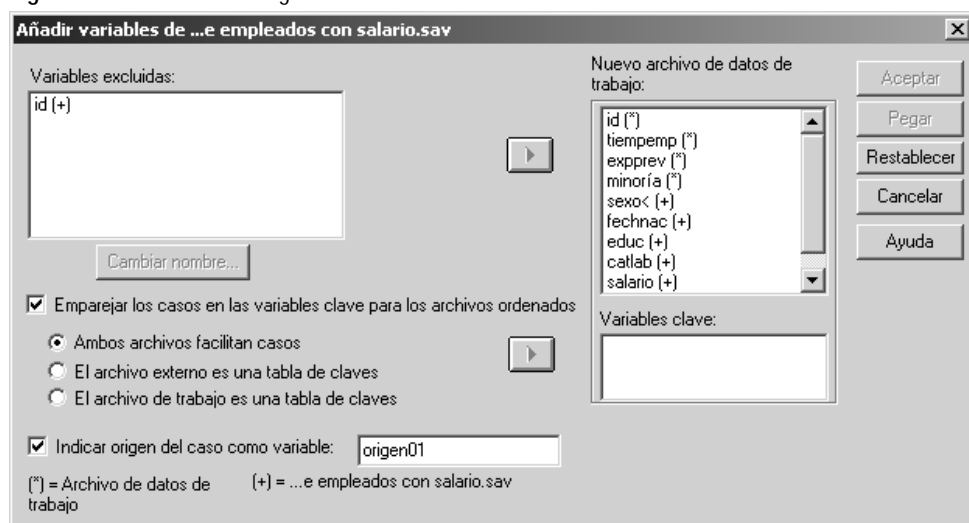 Añadir variables de ...e empleados con salario.sav
Variables excluidas:
id (+)
Cambiar nombre...
Emparejar los casos en las variables clave para los archivos ordenados
Ambos archivos facilitan casos
El archivo externo es una tabla de claves
El archivo de trabajo es una tabla de claves
Indicar origen del caso como variable:
origen01
(*) = Archivo de datos de
trabajo
(+) = ...e empleados con salario.sav
Nuevo archivo de datos de
trabajo:
id (*)
tiempemp (*)
expprev (*)
minoría (*)
sexo< (+)
fechnac (+)
educ (+)
catlab (+)
salario (+)
Variables clave:
Aceptar
Pegar
Restablecer
Cancelar
Ayuda